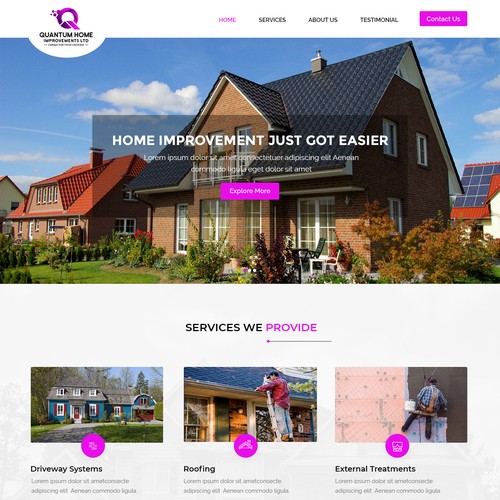 QUANTUM HOME
IMPROVEMENTS LTD
HOME
SERVICES
ABOUT US
TESTIMONIAL
Contact Us
HOME IMPROVEMENT JUST GOT EASIER
Lorem ipsum dolor sit amet consectetuer adipiscing elit Aenean
commodo ligula eget dolor sit amet
Explore More
SERVICES WE PROVIDE
Driveway Systems
Lorem ipsum dolor sit ametconsecte
adipiscing elit Aenean commodo ligula
Roofing
Lorem ipsum dolor sit ametconsecte
adipiscing elit Aenean commodo ligula
External Treatments
Lorem ipsum dolor sit ametconsecte
adipiscing elit Aenean commodo ligula